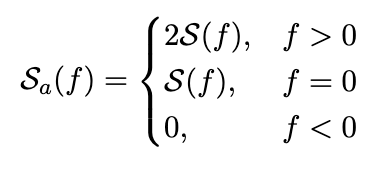 2𝒮(f), f > 0
𝒮ₐ(f) = { 𝒮(f), f = 0
0, f < 0